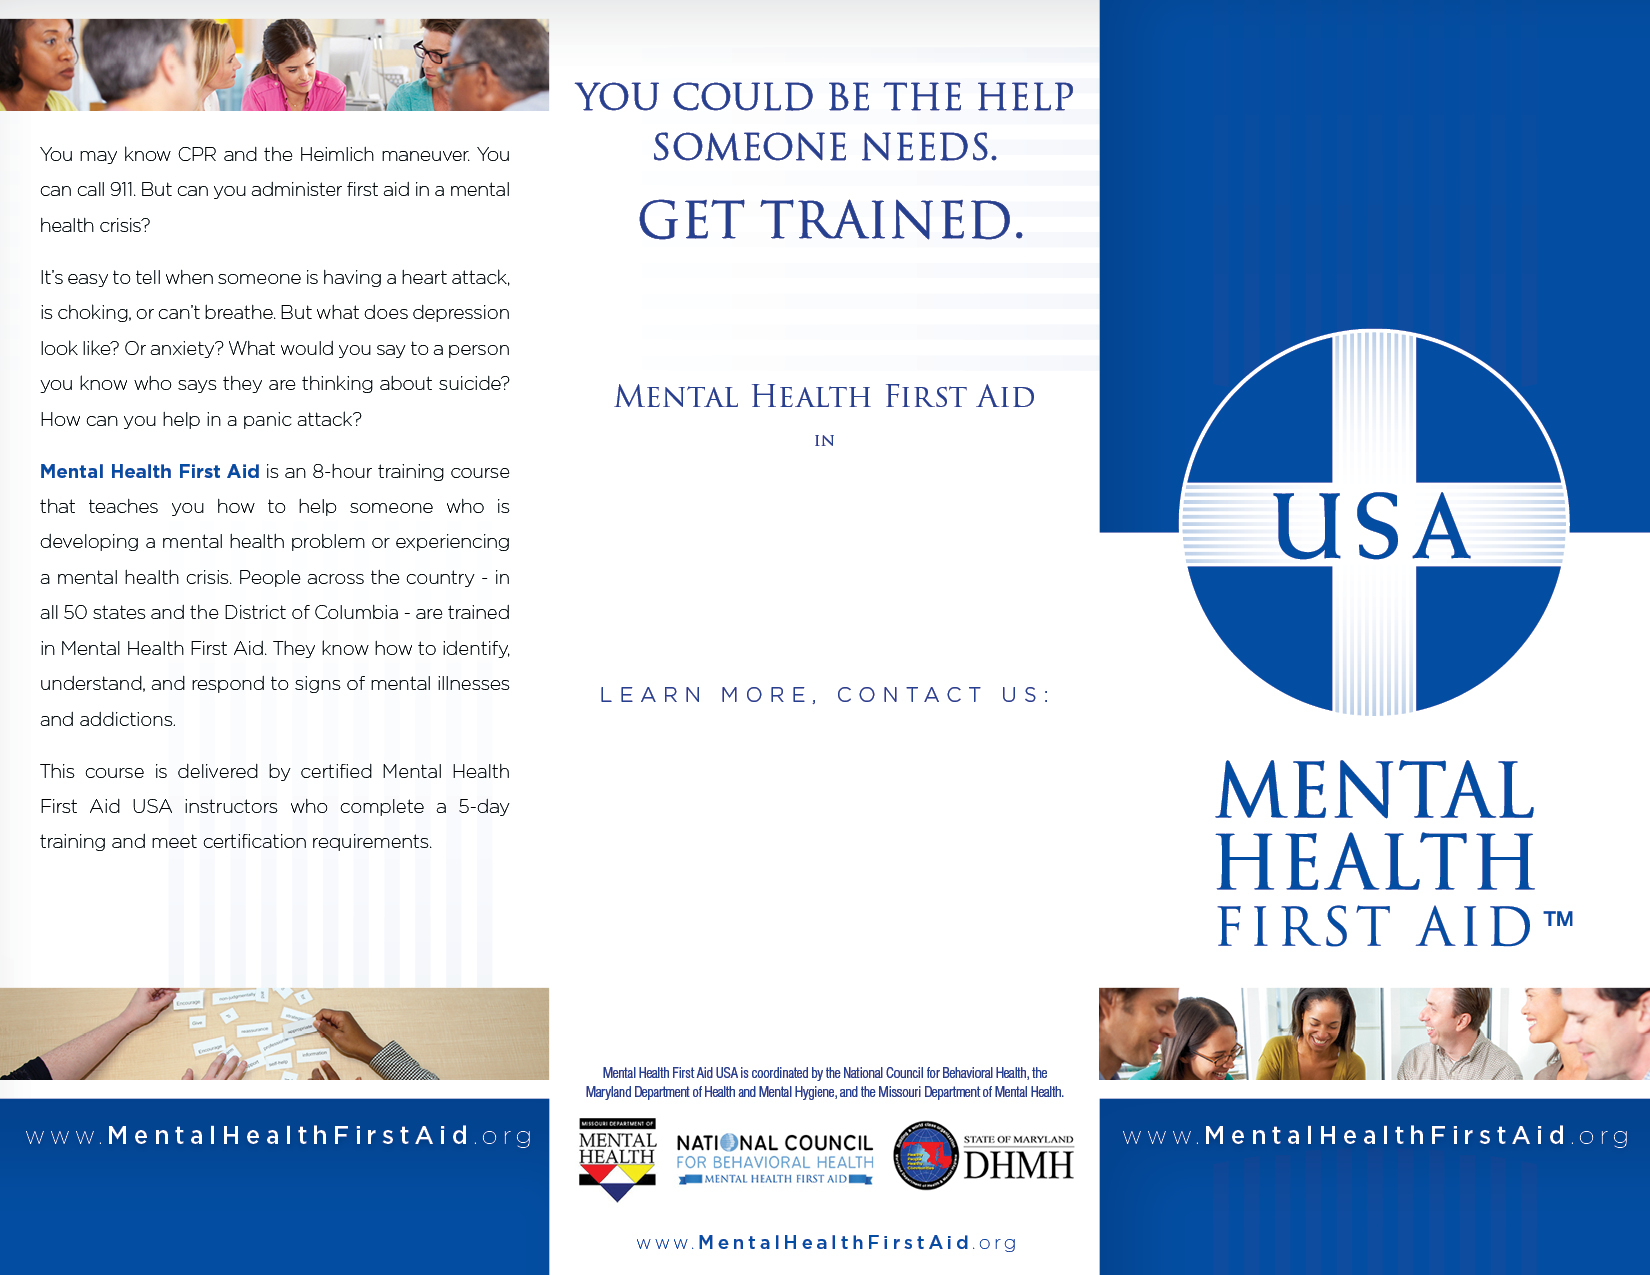 You may know CPR and the Heimlich maneuver. You
can call 911. But can you administer first aid in a mental
health crisis?
It's easy to tell when someone is having a heart attack,
is choking, or can't breathe. But what does depression
look like? Or anxiety? What would you say to a person
you know who says they are thinking about suicide?
How can you help in a panic attack?
Mental Health First Aid is an 8-hour training course
that teaches you how to help someone who is
developing a mental health problem or experiencing
a mental health crisis. People across the country - in
all 50 states and the District of Columbia - are trained
in Mental Health First Aid. They know how to identify,
understand, and respond to signs of mental illnesses
and addictions.
This course is delivered by certified Mental Health
First Aid USA instructors who complete a 5-day
training and meet certification requirements.
Encourage
non-judgmentally
Give
reassurance
Encourage
self-help
information
www.MentalHealthFirstAid.org
YOU COULD BE THE HELP
SOMEONE NEEDS.
GET TRAINED.
MENTAL HEALTH FIRST AID
IN
LEARN MORE, CONTACT US:
Mental Health First Aid USA is coordinated by the National Council for Behavioral Health, the
Maryland Department of Health and Mental Hygiene, and the Missouri Department of Mental Health.
MISSOURI DEPARTMENT OF
MENTAL
HEALTH
NATIONAL COUNCIL
FOR BEHAVIORAL HEALTH
MENTAL HEALTH FIRST AID
STATE OF MARYLAND
DHMH
www.MentalHealthFirstAid.org
USA
MENTAL
HEALTH
FIRST AID™
www.MentalHealthFirstAid.org